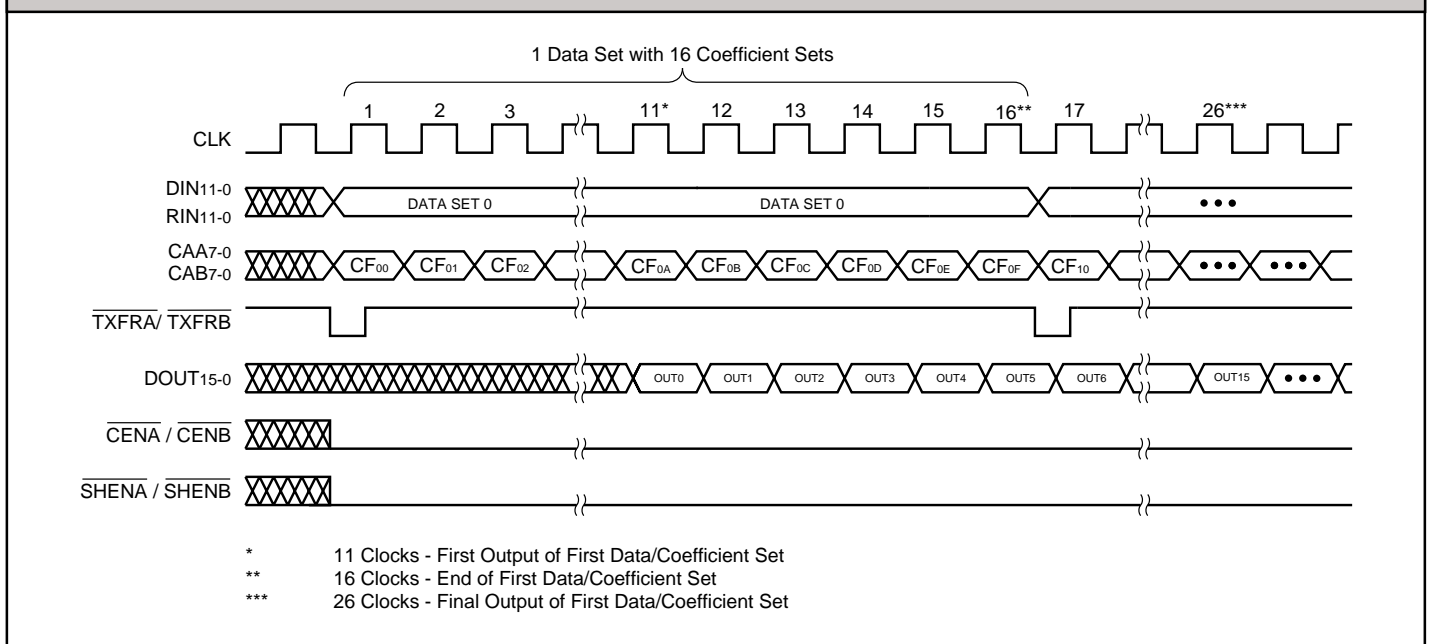 1 Data Set with 16 Coefficient Sets
1 2 3 11* 12 13 14 15 16** 17 26***
CLK
DIN11-0
RIN11-0
DATA SET 0 DATA SET 0 •••
CAA7-0
CAB7-0
CF00 CF01 CF02 CF0A CF0B CF0C CF0D CF0E CF0F CF10 ••• •••
TXFRA/ TXFRB
DOUT15-0 OUT0 OUT1 OUT2 OUT3 OUT4 OUT5 OUT6 OUT15 •••
CENA / CENB
SHENA / SHENB
* 11 Clocks - First Output of First Data/Coefficient Set
** 16 Clocks - End of First Data/Coefficient Set
*** 26 Clocks - Final Output of First Data/Coefficient Set